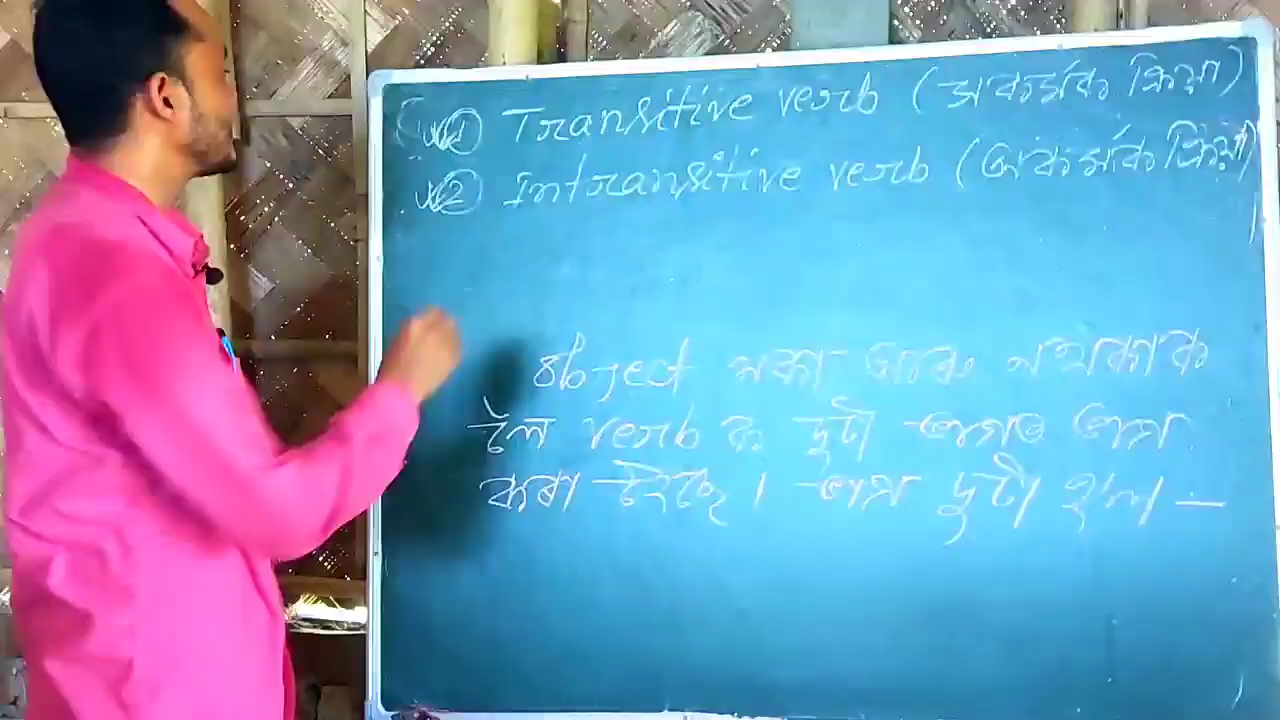 ① Transitive verb (সকৰ্মক ক্ৰিয়া)
② Intransitive verb (অকৰ্মক ক্ৰিয়া)
Object থকা আৰু নথকাক
লৈ verb ক দুটা ভাগত ভাগ
কৰা হৈছে। ভাগ দুটা হ'ল —